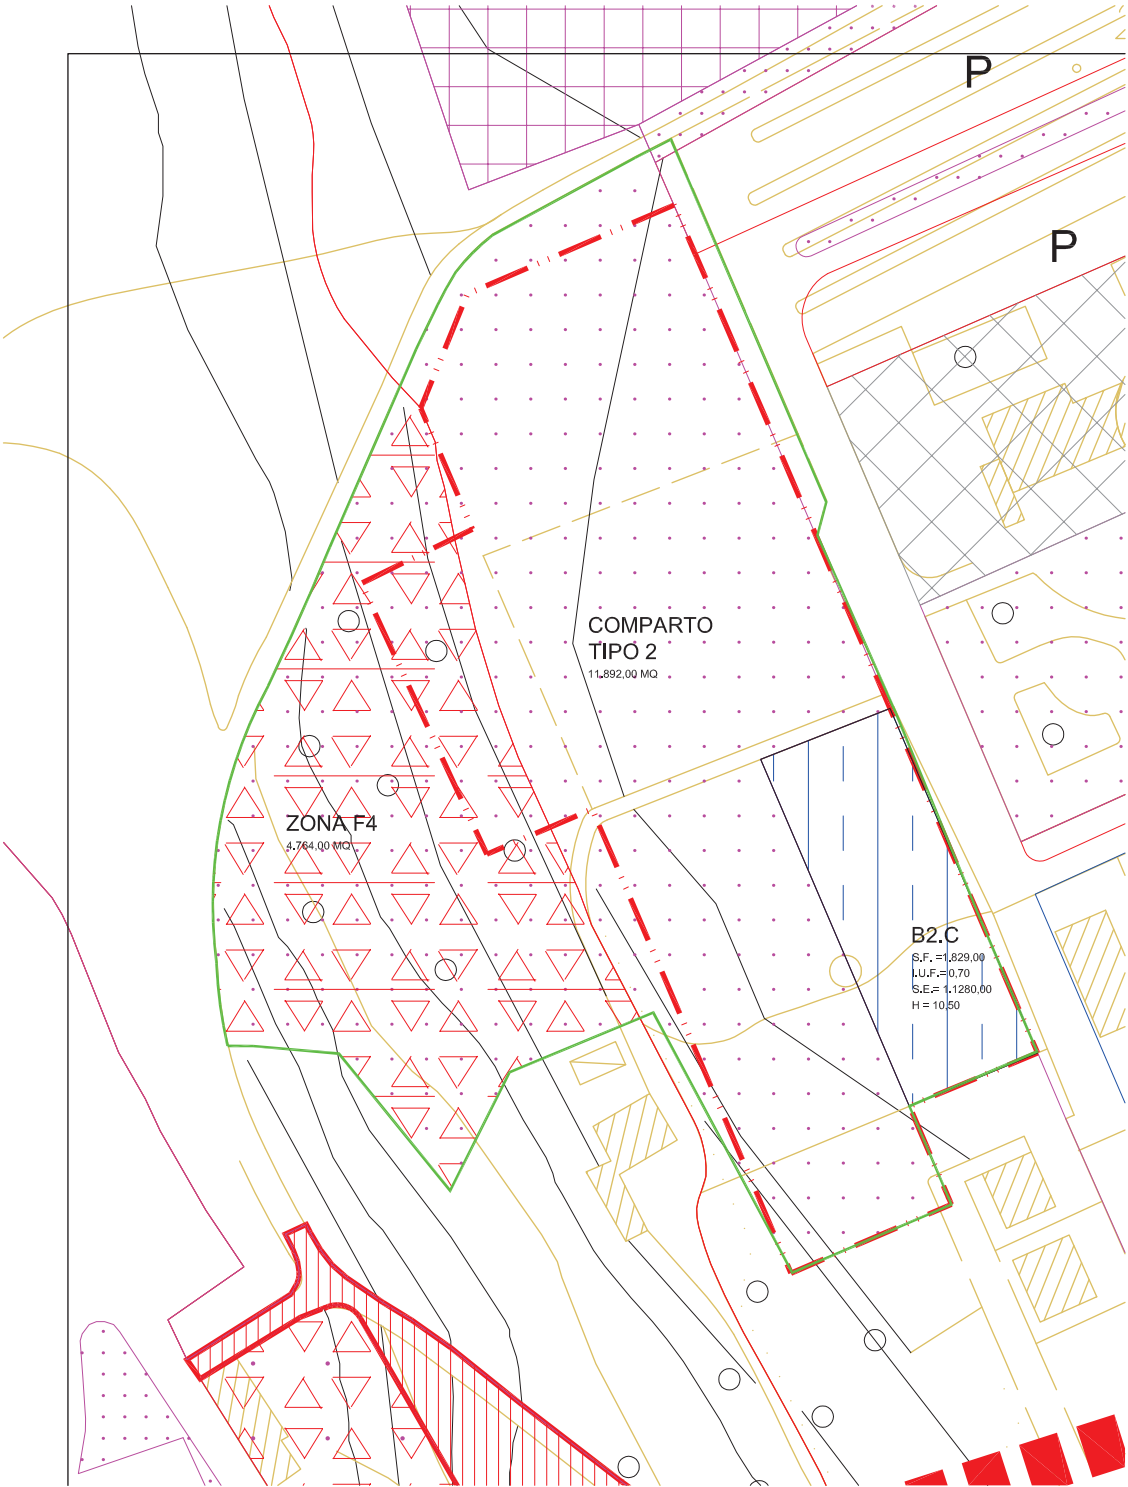 P
P
COMPARTO
TIPO 2
11.892,00 MQ
ZONA F4
4.764,00 MQ
B2.C
S.F. =1.829,00
I.U.F.= 0,70
S.E.= 1.1280,00
H = 10,50